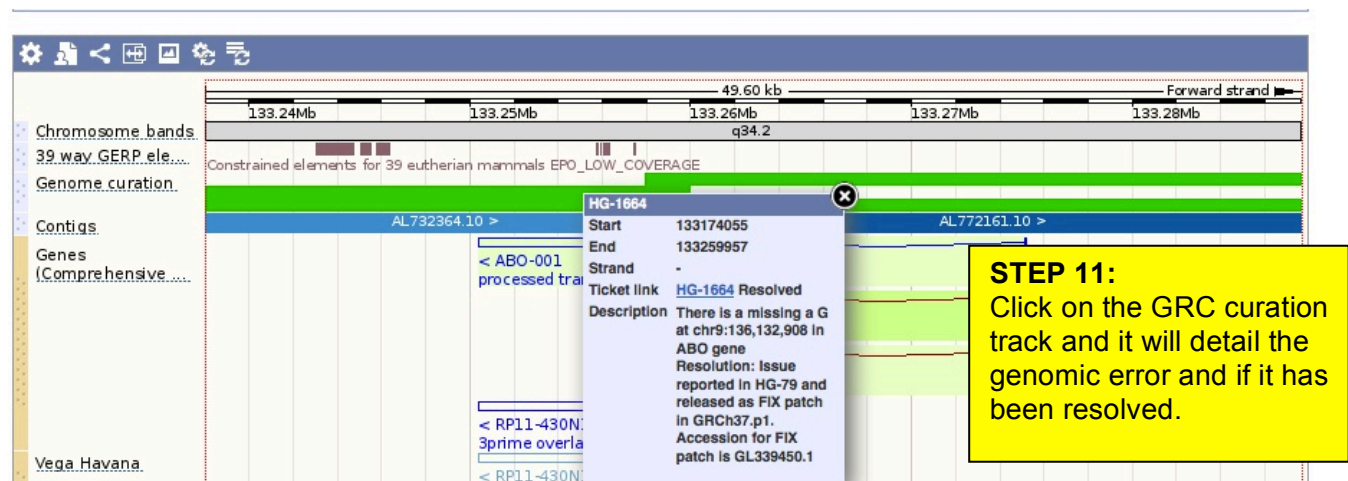 49.60 kb
Forward strand
133.24Mb 133.25Mb 133.26Mb 133.27Mb 133.28Mb
Chromosome bands
q34.2
39 way GERP ele...
Constrained elements for 39 eutherian mammals EPO_LOW_COVERAGE
Genome curation
Contigs
AL732364.10 >
AL772161.10 >
Genes
(Comprehensive ...
< ABO-001
processed tra
< RP11-430N
3prime overla
Vega Havana
< RP11-430N
HG-1664
Start 133174055
End 133259957
Strand -
Ticket link HG-1664 Resolved
Description There is a missing a G
at chr9:136,132,908 in
ABO gene
Resolution: Issue
reported in HG-79 and
released as FIX patch
in GRCh37.p1.
Accession for FIX
patch is GL339450.1
STEP 11:
Click on the GRC curation
track and it will detail the
genomic error and if it has
been resolved.